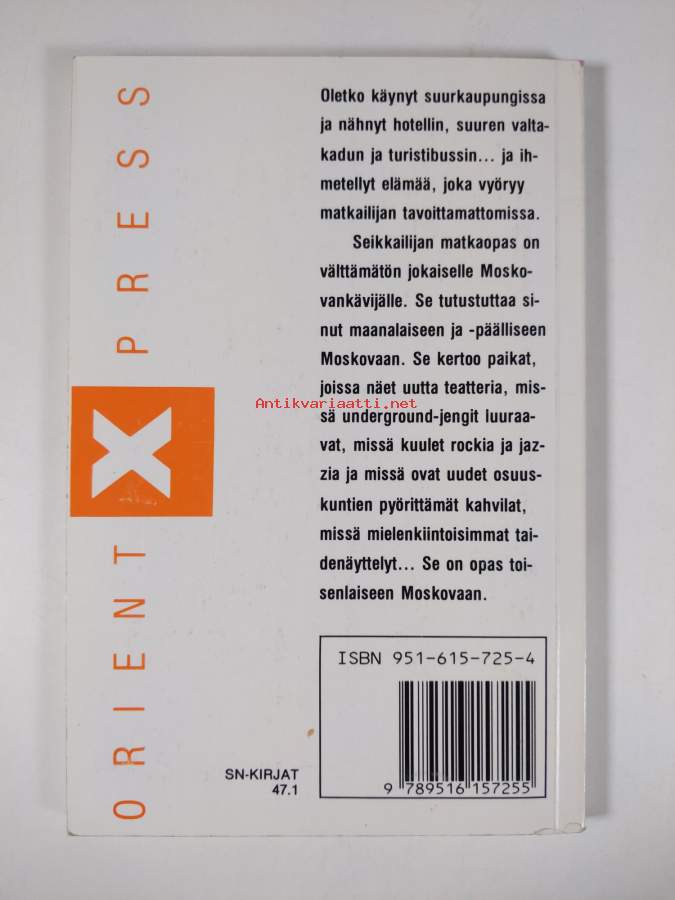 ORIENT X PRESS
Oletko käynyt suurkaupungissa
ja nähnyt hotellin, suuren valta-
kadun ja turistibussin... ja ih-
metellyt elämää, joka vyöryy
matkailijan tavoittamattomissa.
Seikkailijan matkaopas on
välttämätön jokaiselle Mosko-
vankävijälle. Se tutustuttaa si-
nut maanalaiseen ja -päälliseen
Moskovaan. Se kertoo paikat,
joissa näet uutta teatteria, mis-
Antikvariaatti.net
sä underground-jengit luuraa-
vat, missä kuulet rockia ja jaz-
zia ja missä ovat uudet osuus-
kuntien pyörittämät kahvilat,
missä mielenkiintoisimmat tai-
denäyttelyt... Se on opas toi-
senlaiseen Moskovaan.
ISBN 951-615-725-4
9 789516 157255
SN-KIRJAT
47.1